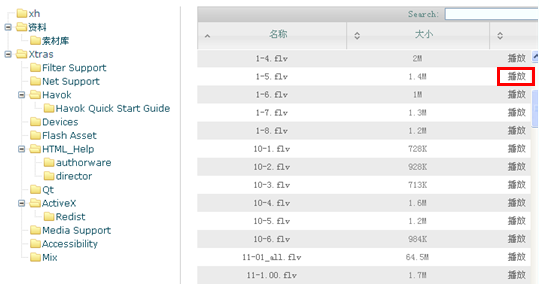 xh
资料
素材库
Xtras
Filter Support
Net Support
Havok
Havok Quick Start Guide
Devices
Flash Asset
HTML_Help
authorware
director
Qt
ActiveX
Redist
Media Support
Accessibility
Mix
Search:
名称 大小
1-4.flv 2M 播放
1-5.flv 1.4M 播放
1-6.flv 1M 播放
1-7.flv 1.3M 播放
1-8.flv 1.2M 播放
10-1.flv 728K 播放
10-2.flv 928K 播放
10-3.flv 713K 播放
10-4.flv 1.6M 播放
10-5.flv 1.2M 播放
10-6.flv 984K 播放
11-01_all.flv 64.5M 播放
11-1.00.flv 1.7M 播放